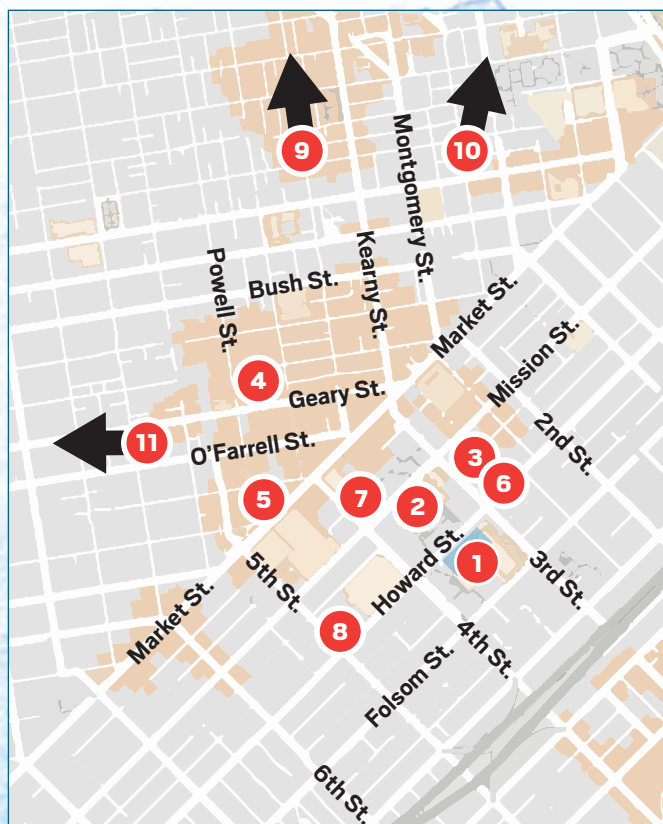 9
10
Montgomery St.
Kearny St.
Powell St.
Bush St.
Market St.
Mission St.
4
Geary St.
11
O'Farrell St.
2nd St.
3
6
5
7
2
1
Howard St.
3rd St.
5th St.
Market St.
8
4th St.
Folsom St.
6th St.